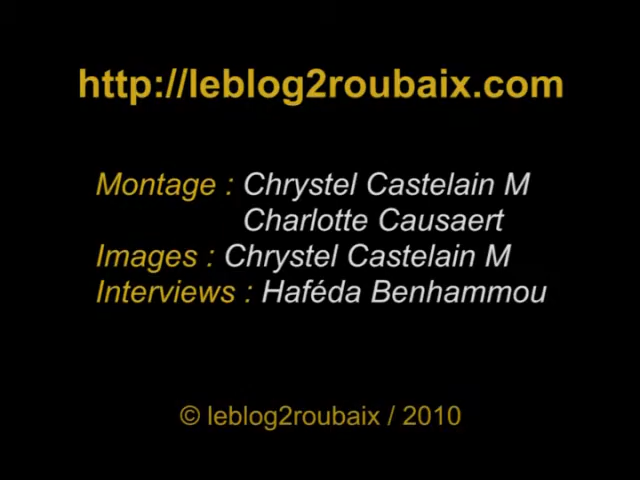 http://leblog2roubaix.com
Montage : Chrystel Castelain M
Charlotte Causaert
Images : Chrystel Castelain M
Interviews : Haféda Benhammou
© leblog2roubaix / 2010